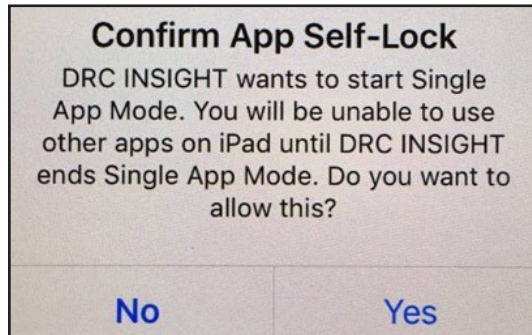 Confirm App Self-Lock
DRC INSIGHT wants to start Single
App Mode. You will be unable to use
other apps on iPad until DRC INSIGHT
ends Single App Mode. Do you want to
allow this?
No
Yes